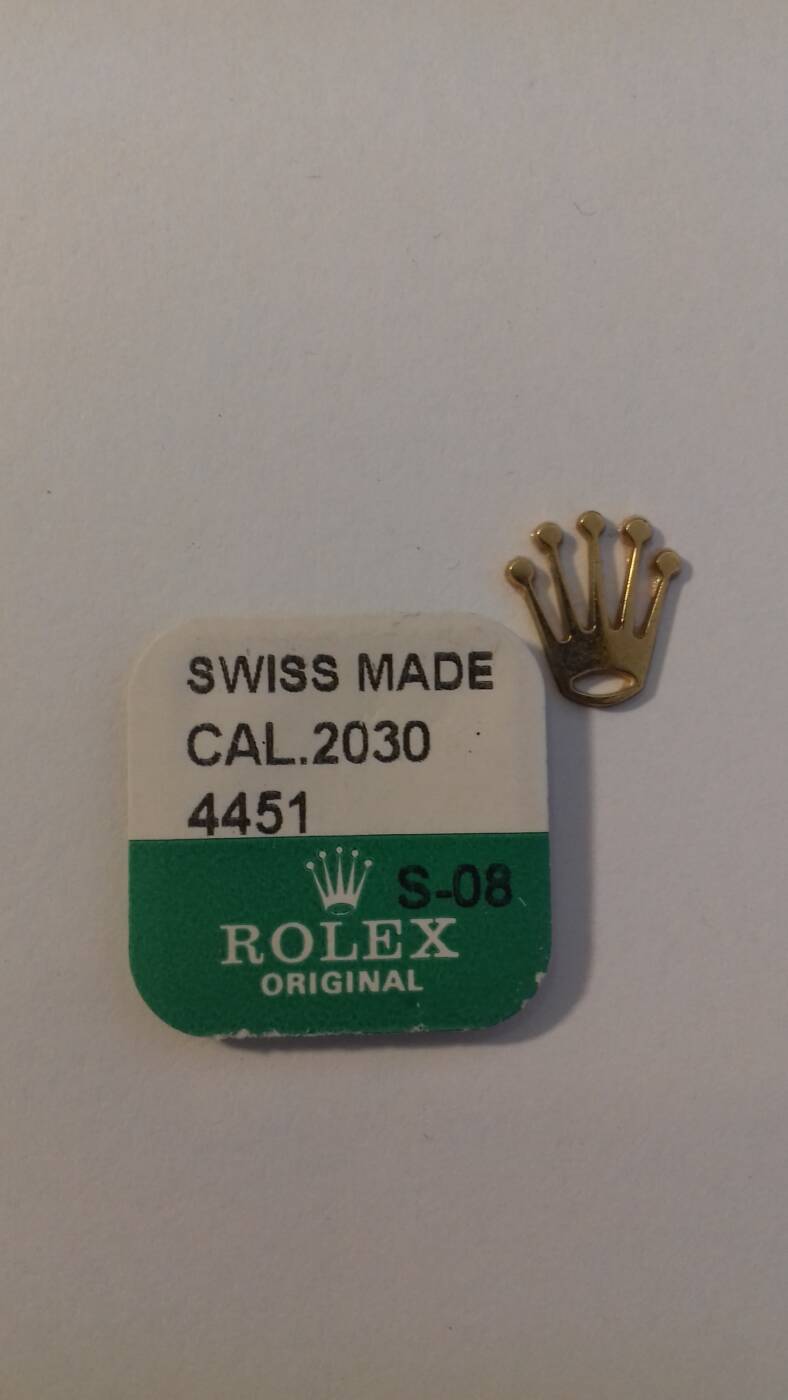 SWISS MADE
CAL.2030
4451
S-08
ROLEX
ORIGINAL